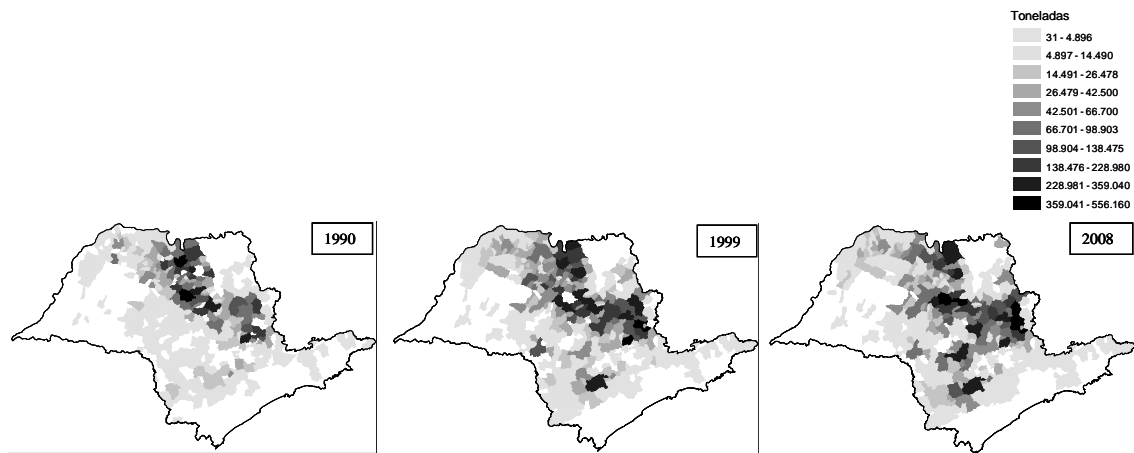 Toneladas
31 - 4.896
4.897 - 14.490
14.491 - 26.478
26.479 - 42.500
42.501 - 66.700
66.701 - 98.903
98.904 - 138.475
138.476 - 228.980
228.981 - 359.040
359.041 - 556.160
1990
1999
2008